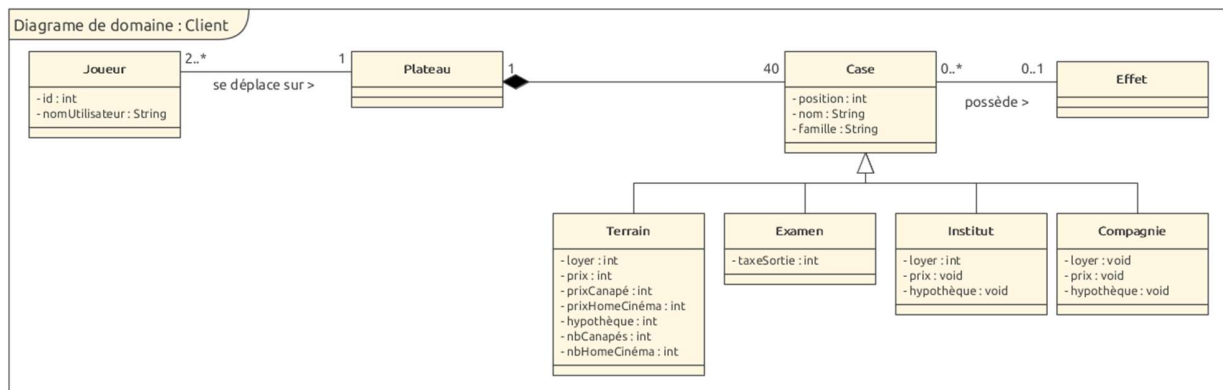 Diagrame de domaine : Client
Joueur
- id : int
- nomUtilisateur : String
2..*
se déplace sur >
1
Plateau
1
40
Case
- position : int
- nom : String
- famille : String
0..*
possède >
0..1
Effet
Terrain
- loyer : int
- prix : int
- prixCanapé : int
- prixHomeCinéma : int
- hypothèque : int
- nbCanapés : int
- nbHomeCinéma : int
Examen
- taxeSortie : int
Institut
- loyer : int
- prix : void
- hypothèque : void
Compagnie
- loyer : void
- prix : void
- hypothèque : void